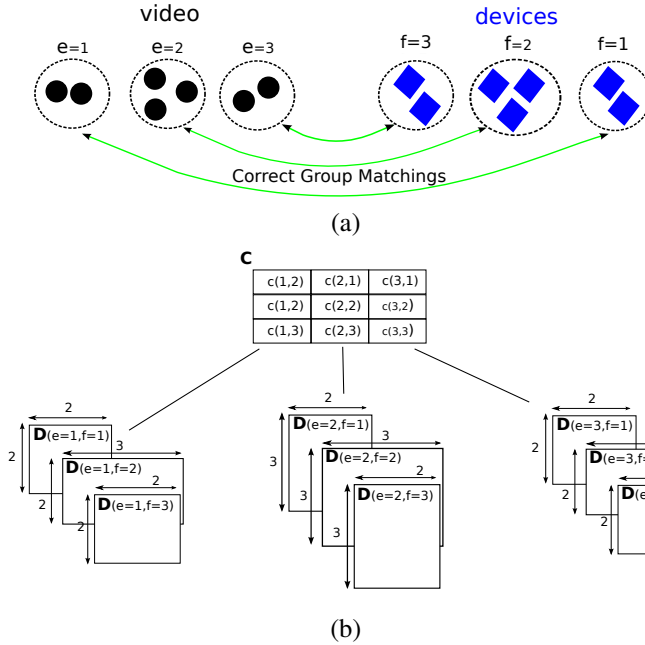 video devices
e=1 e=2 e=3 f=3 f=2 f=1
Correct Group Matchings
(a)
C
c(1,2) c(2,1) c(3,1)
c(1,2) c(2,2) c(3,2)
c(1,3) c(2,3) c(3,3)
2 2 2
D(e=1,f=1) D(e=2,f=1) D(e=3,f=1)
2 3 3 3 2
D(e=1,f=2) D(e=2,f=2) D(e=3,f=
2 2 2 3 2
D(e=1,f=3) D(e=2,f=3) D(e
2 3 2
(b)